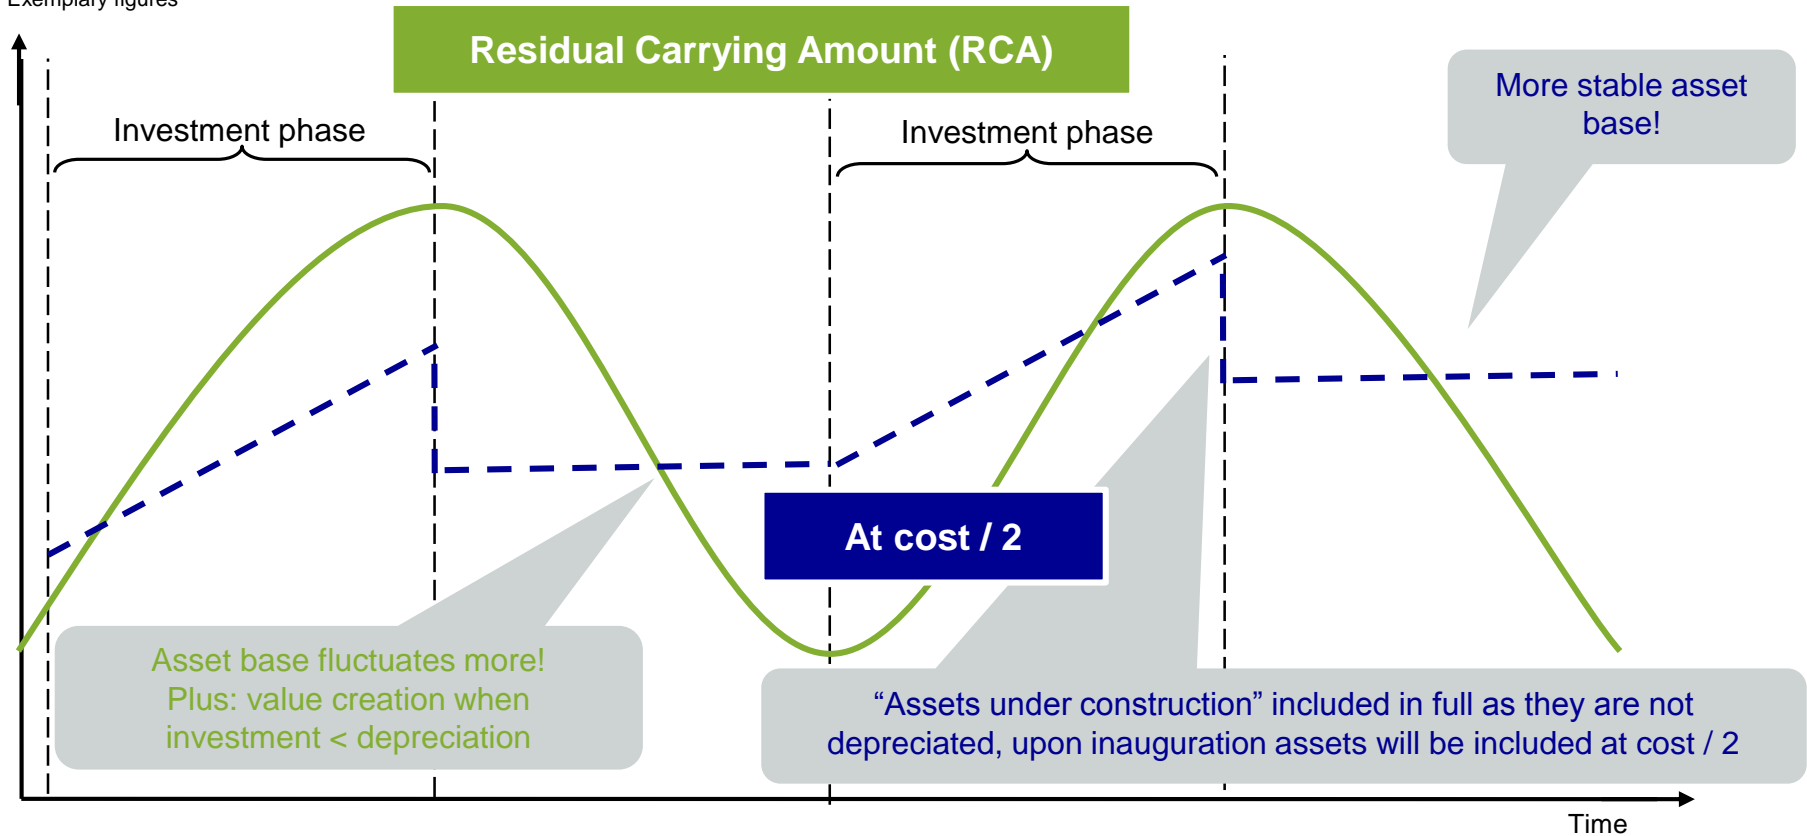 Exemplary figures
Residual Carrying Amount (RCA)
Investment phase
Investment phase
More stable asset
base!
At cost / 2
Asset base fluctuates more!
Plus: value creation when
investment < depreciation
“Assets under construction” included in full as they are not
depreciated, upon inauguration assets will be included at cost / 2
Time